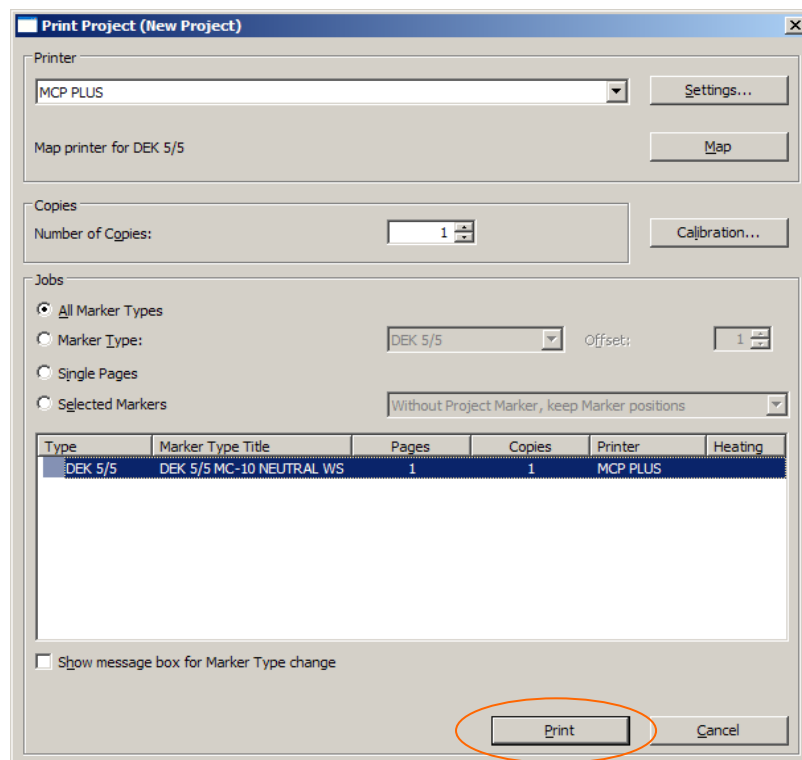 Print Project (New Project)
Printer
MCP PLUS
Settings...
Map printer for DEK 5/5
Map
Copies
Number of Copies:
1
Calibration...
Jobs
All Marker Types
Marker Type:
DEK 5/5
Offset:
1
Single Pages
Selected Markers
Without Project Marker, keep Marker positions
Type Marker Type Title Pages Copies Printer Heating
DEK 5/5 DEK 5/5 MC-10 NEUTRAL WS 1 1 MCP PLUS
Show message box for Marker Type change
Print
Cancel